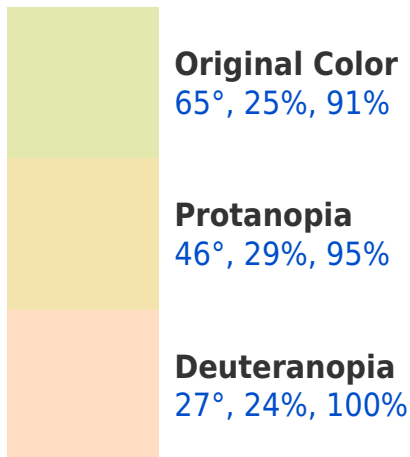 Original Color
65°, 25%, 91%
Protanopia
46°, 29%, 95%
Deuteranopia
27°, 24%, 100%